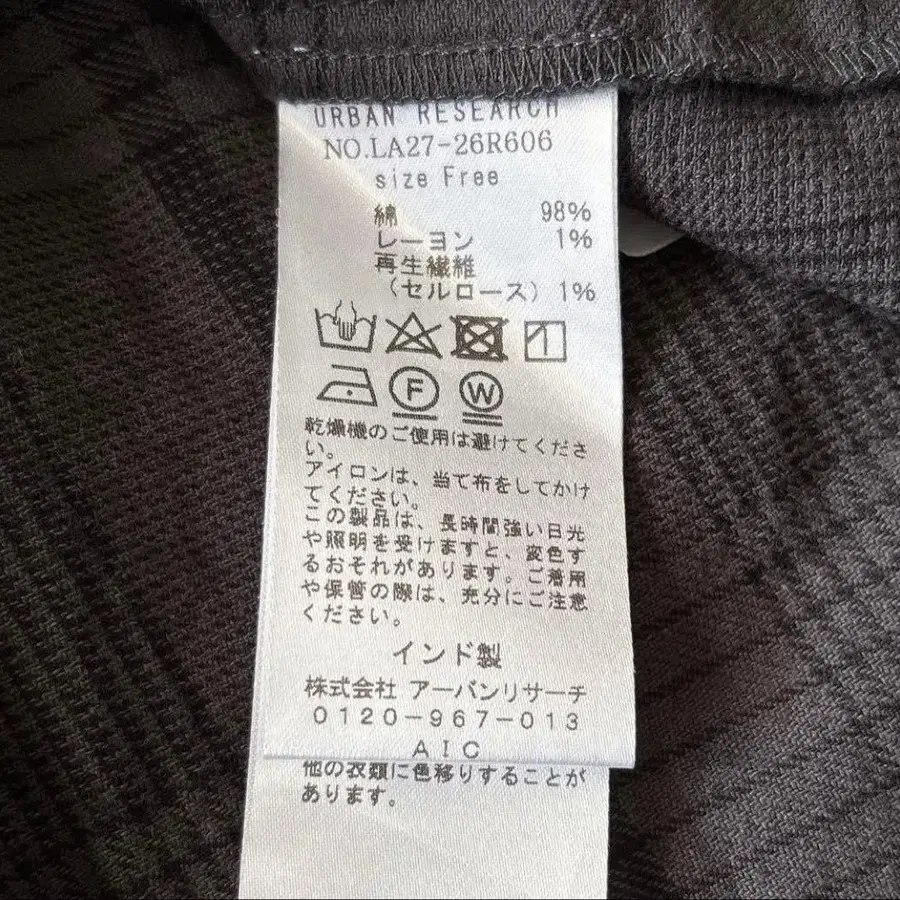 URBAN RESEARCH
NO.LA27-26R606
size Free
綿 98%
レーヨン 1%
再生繊維
（セルロース）1%
F W
乾燥機のご使用は避けてくださ
い。
アイロンは、当て布をしてかけ
てください。
この製品は、長時間強い日光
や照明を受けますと、変色す
るおそれがあります。ご着用
や保管の際は、充分にご注意
ください。
インド製
株式会社 アーバンリサーチ
0120-967-013
AIC
他の衣類に色移りすることが
あります。